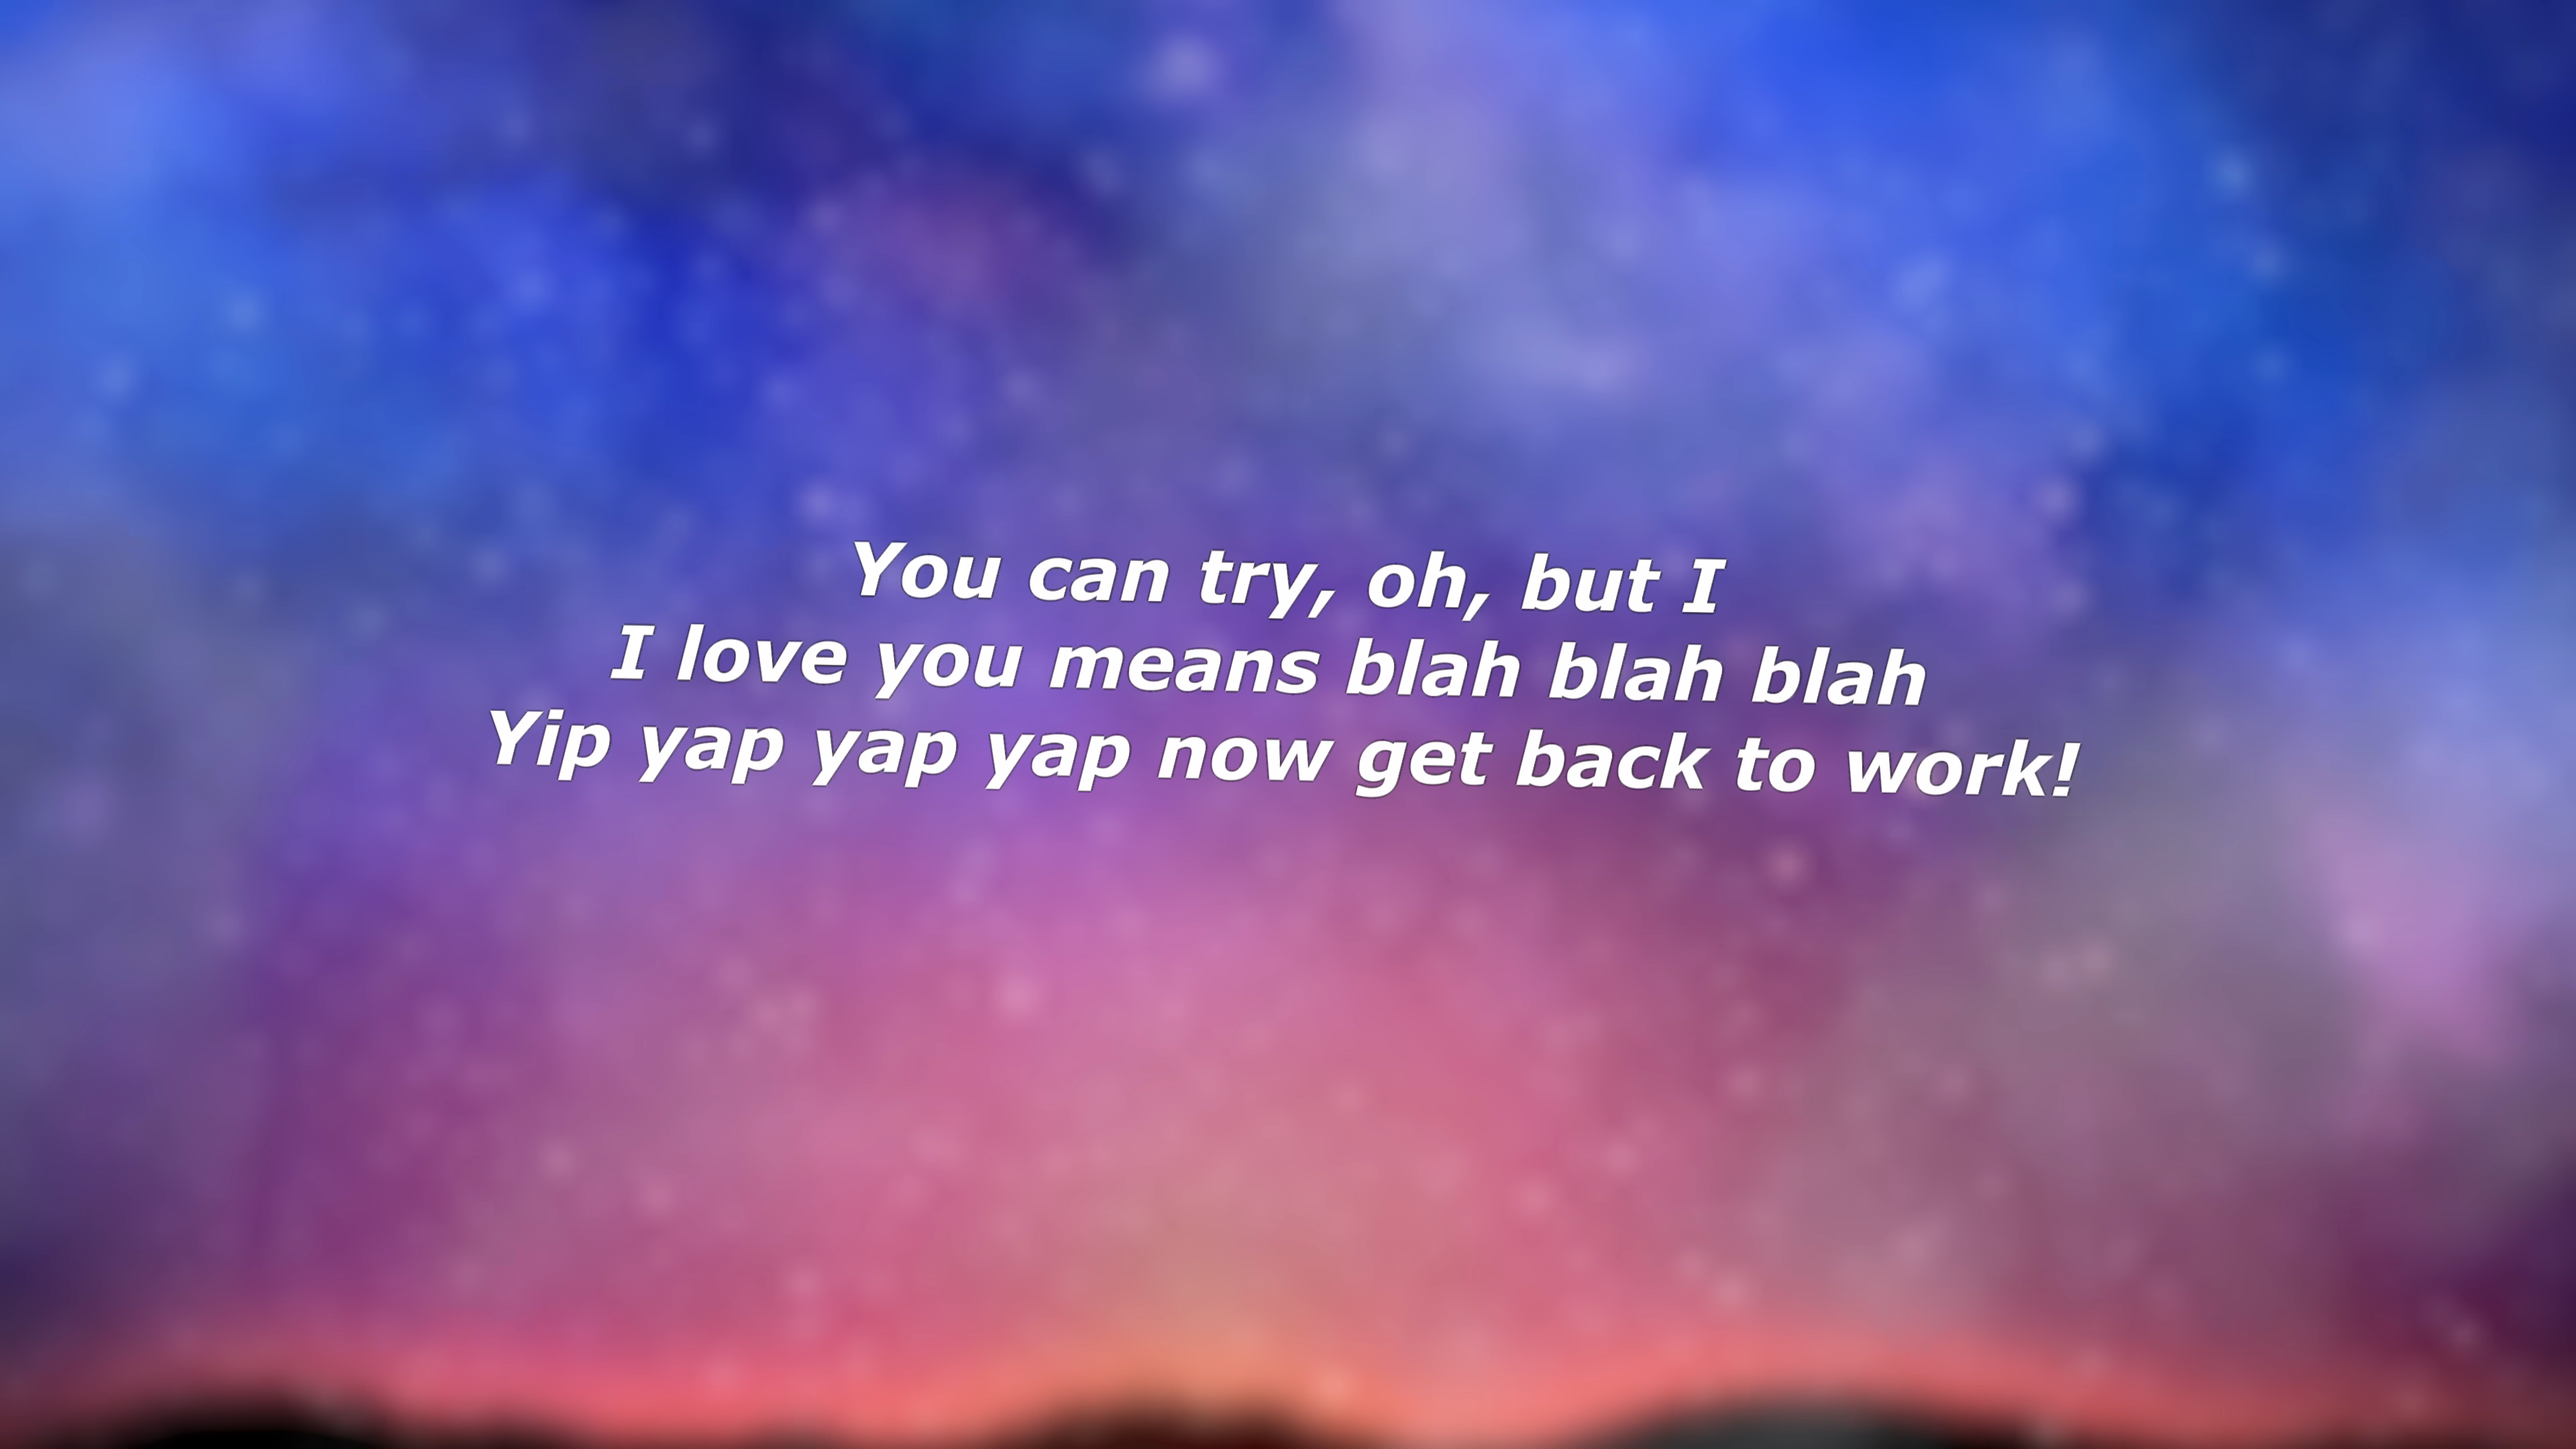 You can try, oh, but I
I love you means blah blah blah
Yip yap yap yap now get back to work!